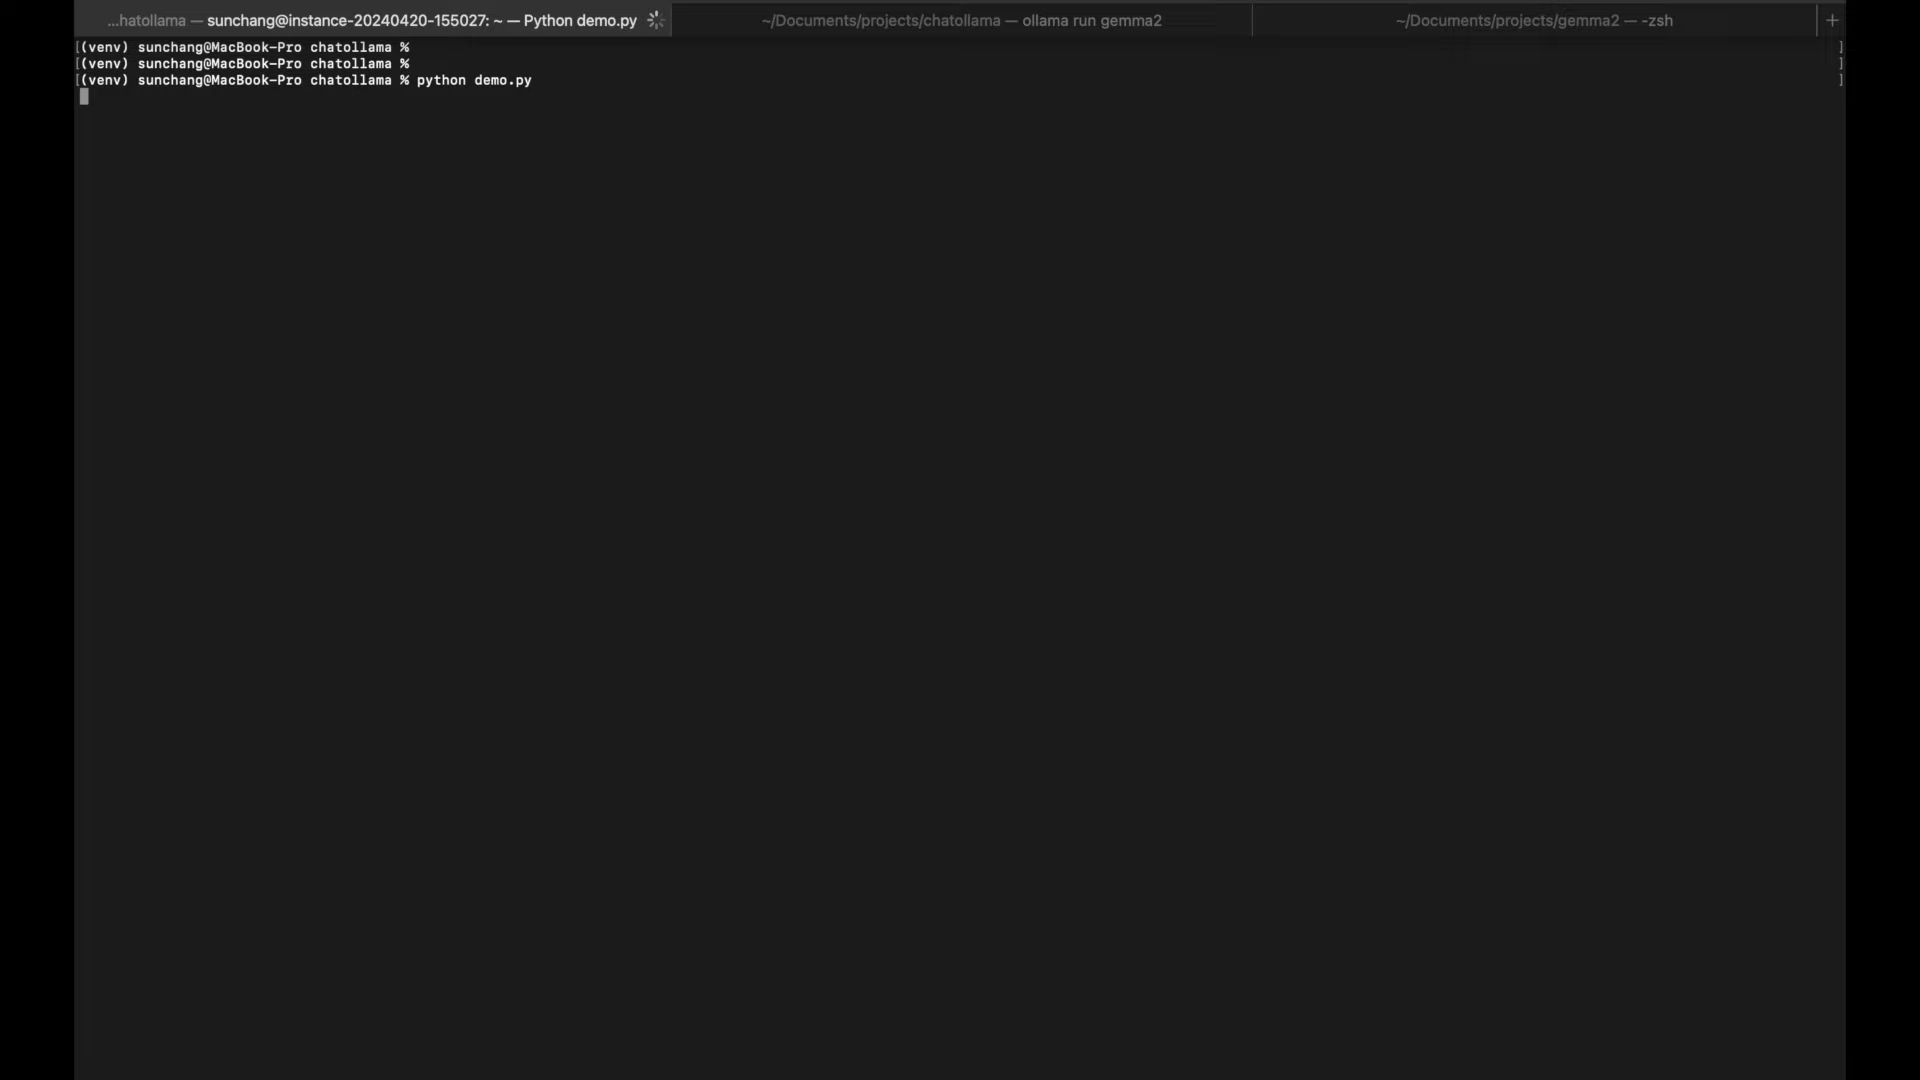 ...hatollama — sunchang@instance-20240420-155027: ~ — Python demo.py
~/Documents/projects/chatollama — ollama run gemma2
~/Documents/projects/gemma2 — -zsh
+
[(venv) sunchang@MacBook-Pro chatollama % ]
[(venv) sunchang@MacBook-Pro chatollama % ]
[(venv) sunchang@MacBook-Pro chatollama % python demo.py ]